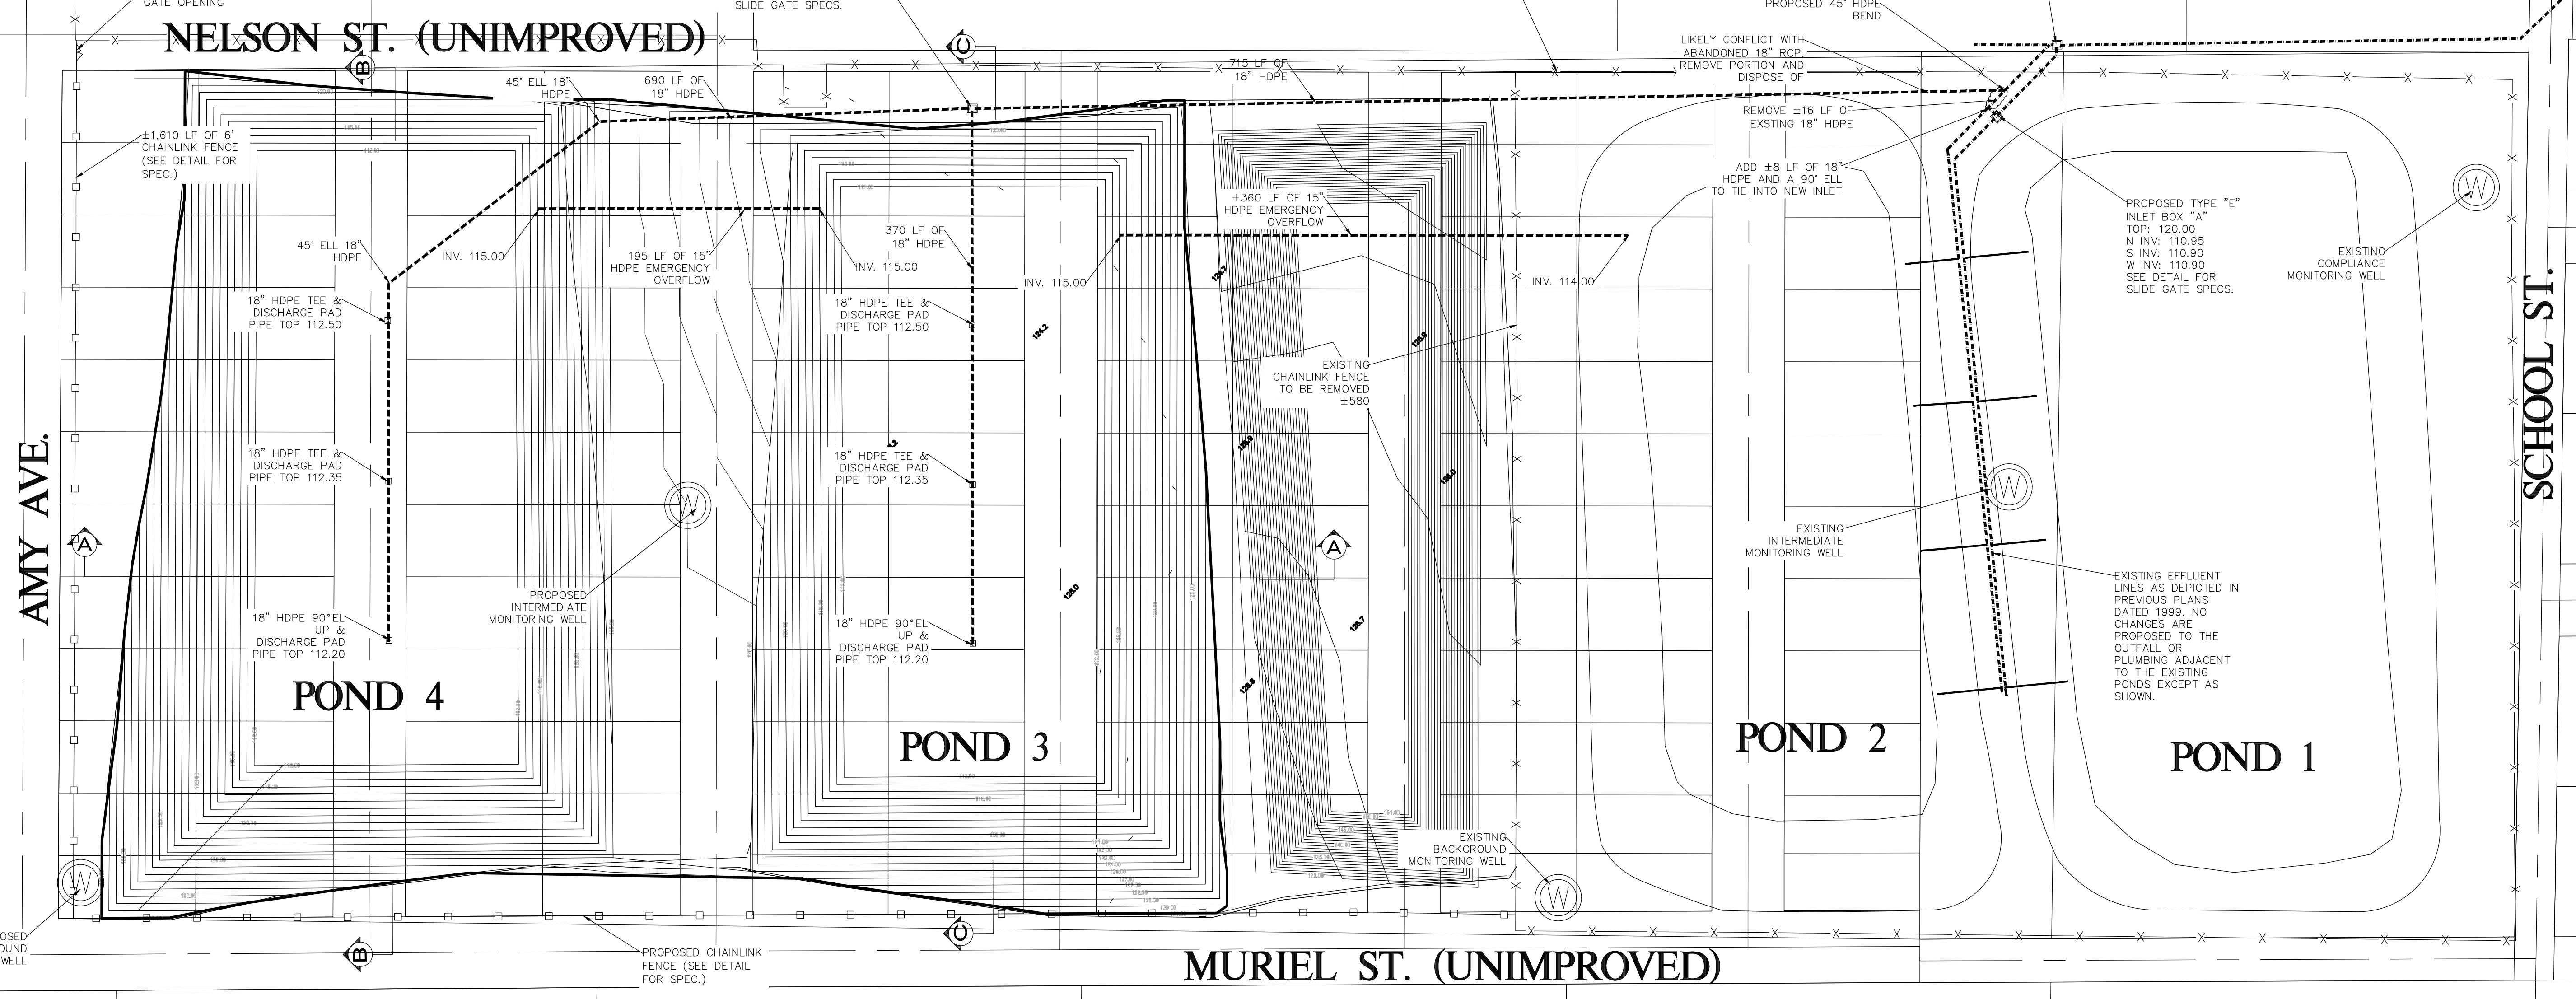 GATE OPENING
SLIDE GATE SPECS.
PROPOSED 45° HDPE
BEND
NELSON ST. (UNIMPROVED)
B
C
LIKELY CONFLICT WITH
ABANDONED 18" RCP.
REMOVE PORTION AND
DISPOSE OF
45° ELL 18"
HDPE
690 LF OF
18" HDPE
715 LF OF
18" HDPE
REMOVE ±16 LF OF
EXSTING 18" HDPE
±1,610 LF OF 6'
CHAINLINK FENCE
(SEE DETAIL FOR
SPEC.)
ADD ±8 LF OF 18"
HDPE AND A 90° ELL
TO TIE INTO NEW INLET
W
±360 LF OF 15"
HDPE EMERGENCY
OVERFLOW
PROPOSED TYPE "E"
INLET BOX "A"
TOP: 120.00
N INV: 110.95
S INV: 110.90
W INV: 110.90
SEE DETAIL FOR
SLIDE GATE SPECS.
EXISTING
COMPLIANCE
MONITORING WELL
45° ELL 18"
HDPE
INV. 115.00
195 LF OF 15"
HDPE EMERGENCY
OVERFLOW
INV. 115.00
370 LF OF
18" HDPE
INV. 115.00
INV. 114.00
124.7
18" HDPE TEE &
DISCHARGE PAD
PIPE TOP 112.50
18" HDPE TEE &
DISCHARGE PAD
PIPE TOP 112.50
124.2
EXISTING
CHAINLINK FENCE
TO BE REMOVED
±580
SCHOOL ST.
AMY AVE.
18" HDPE TEE &
DISCHARGE PAD
PIPE TOP 112.35
18" HDPE TEE &
DISCHARGE PAD
PIPE TOP 112.35
W
W
A
A
EXISTING
INTERMEDIATE
MONITORING WELL
PROPOSED
INTERMEDIATE
MONITORING WELL
EXISTING EFFLUENT
LINES AS DEPICTED IN
PREVIOUS PLANS
DATED 1999. NO
CHANGES ARE
PROPOSED TO THE
OUTFALL OR
PLUMBING ADJACENT
TO THE EXISTING
PONDS EXCEPT AS
SHOWN.
18" HDPE 90°EL
UP &
DISCHARGE PAD
PIPE TOP 112.20
18" HDPE 90°EL
UP &
DISCHARGE PAD
PIPE TOP 112.20
POND 4
POND 3
POND 2
POND 1
EXISTING
BACKGROUND
MONITORING WELL
W
W
OSED
OUND
WELL
B
C
PROPOSED CHAINLINK
FENCE (SEE DETAIL
FOR SPEC.)
MURIEL ST. (UNIMPROVED)